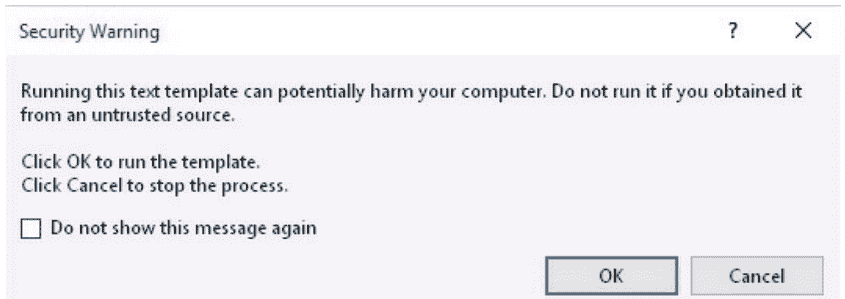 Security Warning
?
Running this text template can potentially harm your computer. Do not run it if you obtained it
from an untrusted source.
Click OK to run the template.
Click Cancel to stop the process.
Do not show this message again
OK
Cancel